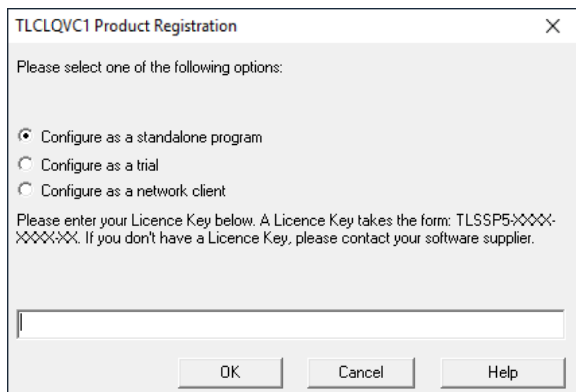 TLCLQVC1 Product Registration
Please select one of the following options:
Configure as a standalone program
Configure as a trial
Configure as a network client
Please enter your Licence Key below. A Licence Key takes the form: TLSSP5-XXXX-
XXXX-XX. If you don't have a Licence Key, please contact your software supplier.
OK Cancel Help